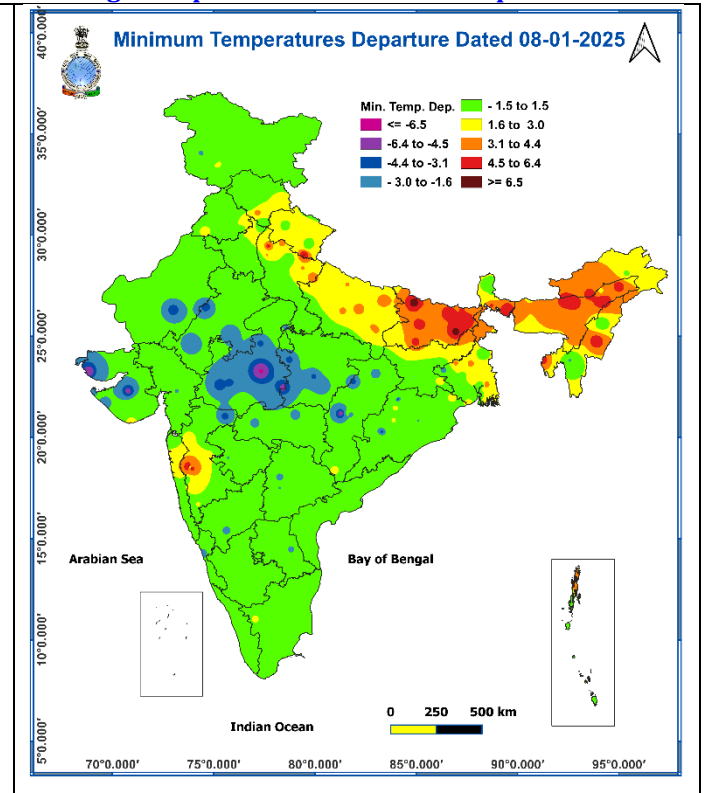 Minimum Temperatures Departure Dated 08-01-2025
Min. Temp. Dep.
<= -6.5
-6.4 to -4.5
-4.4 to -3.1
- 3.0 to -1.6
- 1.5 to 1.5
1.6 to 3.0
3.1 to 4.4
4.5 to 6.4
>= 6.5
40°0.000'
35°0.000'
30°0.000'
25°0.000'
20°0.000'
15°0.000'
10°0.000'
5°0.000'
Arabian Sea
Bay of Bengal
Indian Ocean
0 250 500 km
70°0.000' 75°0.000' 80°0.000' 85°0.000' 90°0.000' 95°0.000'